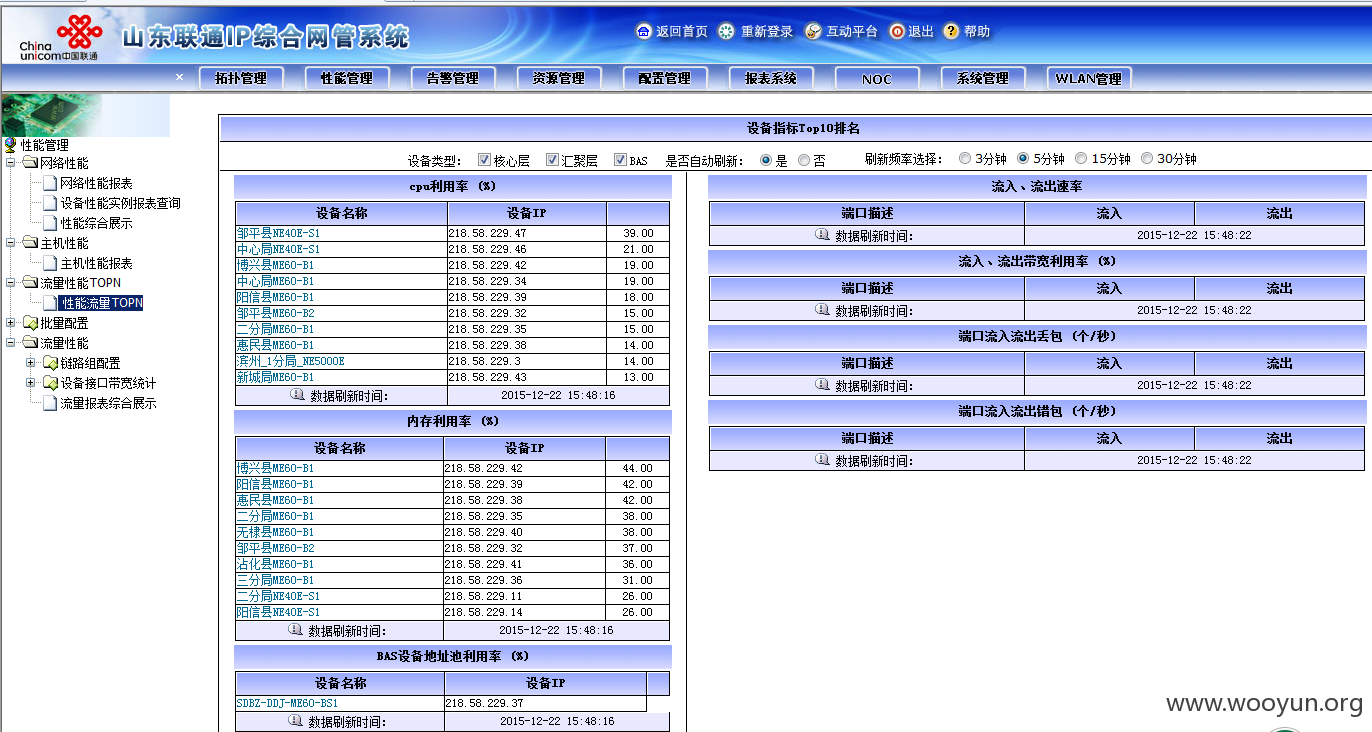 China
unicom中国联通
山东联通IP综合网管系统
返回首页 重新登录 互动平台 退出 帮助
× 拓扑管理 性能管理 告警管理 资源管理 配置管理 报表系统 NOC 系统管理 WLAN管理
性能管理
网络性能
网络性能报表
设备性能实例报表查询
性能综合展示
主机性能
主机性能报表
流量性能TOPN
性能流量TOPN
批量配置
流量性能
链路组配置
设备接口带宽统计
流量报表综合展示
设备指标Top10排名
设备类型: 核心层 汇聚层 BAS 是否自动刷新: 是 否 刷新频率选择: 3分钟 5分钟 15分钟 30分钟
cpu利用率 (%)
设备名称 设备IP
邹平县NE40E-S1 218.58.229.47 39.00
中心局NE40E-S1 218.58.229.46 21.00
博兴县ME60-B1 218.58.229.42 19.00
中心局ME60-B1 218.58.229.34 19.00
阳信县ME60-B1 218.58.229.39 18.00
邹平县ME60-B2 218.58.229.32 15.00
二分局ME60-B1 218.58.229.35 15.00
惠民县ME60-B1 218.58.229.38 14.00
滨州_1分局_NE5000E 218.58.229.3 14.00
新城局ME60-B1 218.58.229.43 13.00
数据刷新时间: 2015-12-22 15:48:16
内存利用率 (%)
设备名称 设备IP
博兴县ME60-B1 218.58.229.42 44.00
阳信县ME60-B1 218.58.229.39 42.00
惠民县ME60-B1 218.58.229.38 42.00
二分局ME60-B1 218.58.229.35 38.00
无棣县ME60-B1 218.58.229.40 38.00
邹平县ME60-B2 218.58.229.32 37.00
沾化县ME60-B1 218.58.229.41 36.00
三分局ME60-B1 218.58.229.36 31.00
二分局NE40E-S1 218.58.229.11 26.00
阳信县NE40E-S1 218.58.229.14 26.00
数据刷新时间: 2015-12-22 15:48:16
BAS设备地址池利用率 (%)
设备名称 设备IP
SDBZ-DDJ-ME60-BS1 218.58.229.37
数据刷新时间: 2015-12-22 15:48:16
流入、流出速率
端口描述 流入 流出
数据刷新时间: 2015-12-22 15:48:22
流入、流出带宽利用率 (%)
端口描述 流入 流出
数据刷新时间: 2015-12-22 15:48:22
端口流入流出丢包 (个/秒)
端口描述 流入 流出
数据刷新时间: 2015-12-22 15:48:22
端口流入流出错包 (个/秒)
端口描述 流入 流出
数据刷新时间: 2015-12-22 15:48:22
www.wooyun.org